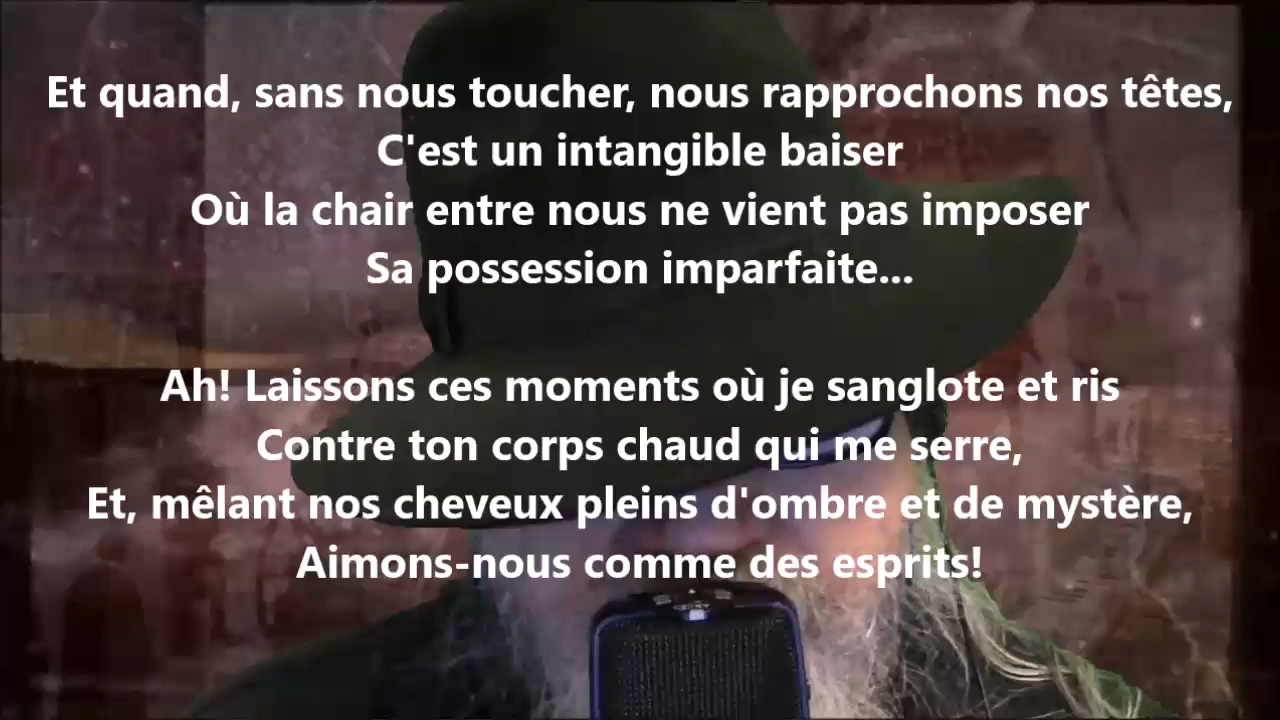 Et quand, sans nous toucher, nous rapprochons nos têtes,
C'est un intangible baiser
Où la chair entre nous ne vient pas imposer
Sa possession imparfaite...
Ah! Laissons ces moments où je sanglote et ris
Contre ton corps chaud qui me serre,
Et, mêlant nos cheveux pleins d'ombre et de mystère,
Aimons-nous comme des esprits!